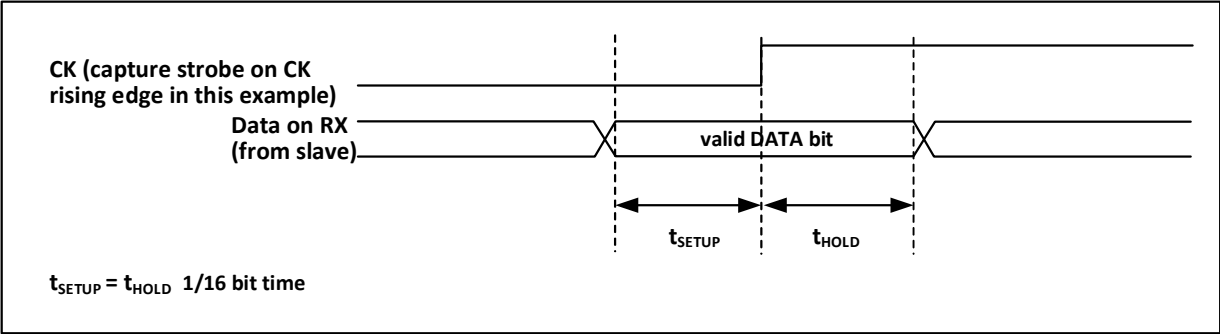 CK (capture strobe on CK
rising edge in this example)
Data on RX
(from slave)
valid DATA bit
tSETUP
tHOLD
tSETUP = tHOLD 1/16 bit time